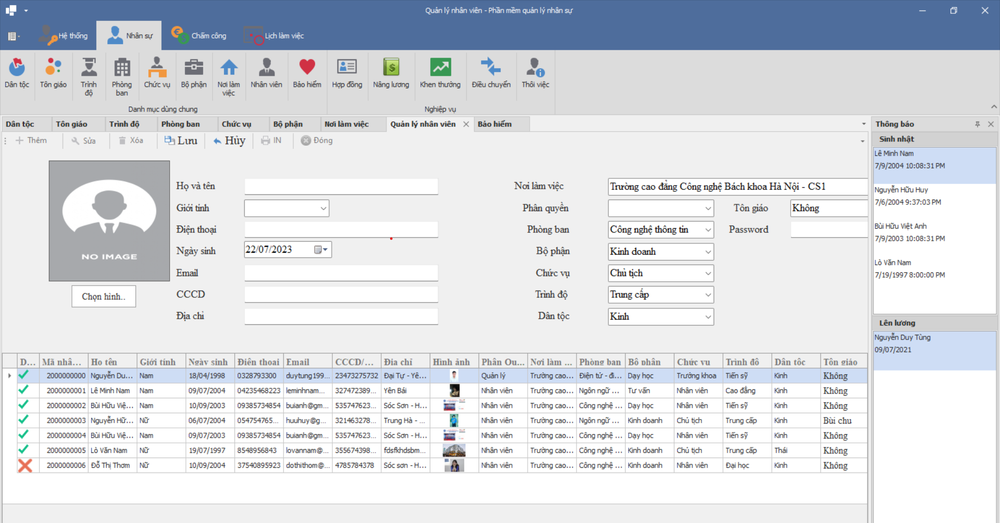 Quản lý nhân viên - Phần mềm quản lý nhân sự
Hệ thống
Nhân sự
Chấm công
Lịch làm việc
Dân tộc
Tôn giáo
Trình độ
Phòng ban
Chức vụ
Bộ phận
Nơi làm việc
Nhân viên
Bảo hiểm
Hợp đồng
Nâng lương
Khen thưởng
Điều chuyển
Thôi việc
Danh mục dùng chung
Nghiệp vụ
Dân tộc Tôn giáo Trình độ Phòng ban Chức vụ Bộ phận Nơi làm việc Quản lý nhân viên Bảo hiểm
Thêm Sửa Xóa Lưu Hủy IN Đóng
NO IMAGE
Chọn hình..
Họ và tên
Giới tính
Điện thoại
Ngày sinh 22/07/2023
Email
CCCD
Địa chỉ
Nơi làm việc Trường cao đẳng Công nghệ Bách khoa Hà Nội - CS1
Phân quyền Tôn giáo Không
Phòng ban Công nghệ thông tin Password
Bộ phận Kinh doanh
Chức vụ Chủ tịch
Trình độ Trung cấp
Dân tộc Kinh
D... Mã nhâ... Họ tên Giới tính Ngày sinh Điện thoại Email CCCD/... Địa chỉ Hình ảnh Phân Qu... Nơi làm ... Phòng ban Bộ phận Chức vụ Trình độ Dân tộc Tôn giáo
2000000000 Nguyễn Du... Nam 18/04/1998 0328793300 duytung199... 23473275732 Đại Tự - Yê... Quản lý Trường cao... Điện tử - đi... Dạy học Trưởng khoa Tiến sỹ Kinh Không
2000000001 Lê Minh Nam Nam 09/07/2004 04235468223 leminhnam... 327472389... Yên Bái Nhân viên Trường cao... Ngôn ngữ ... Tư vấn Nhân viên Cao đẳng Kinh Không
2000000002 Bùi Hữu Việ... Nam 10/09/2003 09385734854 buianh@gm... 535747623... Sóc Sơn - H... Nhân viên Trường cao... Công nghệ ... Dạy học Nhân viên Tiến sỹ Kinh Không
2000000003 Nguyễn Hữ... Nữ 06/07/2004 054754765... huuhuy@g... 321463278... Trung Hà - ... Nhân viên Trường cao... Ngôn ngữ ... Kinh doanh Chủ tịch Trung cấp Kinh Bùi chu
2000000004 Bùi Hữu Việ... Nam 09/07/2003 09385734854 buianh@gm... 535747623... Sóc Sơn - H... Nhân viên Trường cao... Công nghệ ... Dạy học Nhân viên Tiến sỹ Kinh Không
2000000005 Lò Văn Nam Nữ 19/07/1997 8548956843 lovannam@... 355674398... fdsfkhdsbm... Nhân viên Trường cao... Công nghệ ... Kinh doanh Chủ tịch Trung cấp Thái Không
2000000006 Đỗ Thị Thơm Nữ 10/09/2004 37540895923 dothithom@... 4785784378 Sóc sơn - H... Nhân viên Trường cao... Công nghệ ... Kinh doanh Nhân viên Đại học Kinh Không
Thông báo
Sinh nhật
Lê Minh Nam
7/9/2004 10:08:31 PM
Nguyễn Hữu Huy
7/6/2004 9:37:03 PM
Bùi Hữu Việt Anh
7/9/2003 10:08:31 PM
Lò Văn Nam
7/19/1997 8:00:00 PM
Lên lương
Nguyễn Duy Tùng
09/07/2021